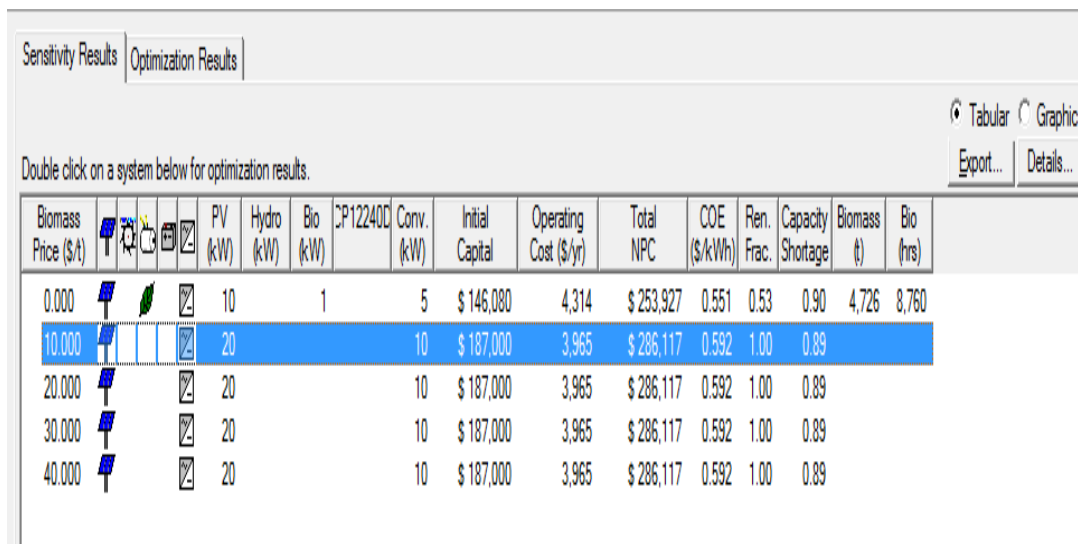 Sensitivity Results Optimization Results
Tabular Graphic
Double click on a system below for optimization results. Export... Details...
Biomass PV Hydro Bio CP12240D Conv. Initial Operating Total COE Ren. Capacity Biomass Bio
Price ($/t) (kW) (kW) (kW) (kW) Capital Cost ($/yr) NPC ($/kWh) Frac. Shortage (t) (hrs)
0.000 10 1 5 $ 146,080 4,314 $ 253,927 0.551 0.53 0.90 4,726 8,760
10.000 20 10 $ 187,000 3,965 $ 286,117 0.592 1.00 0.89
20.000 20 10 $ 187,000 3,965 $ 286,117 0.592 1.00 0.89
30.000 20 10 $ 187,000 3,965 $ 286,117 0.592 1.00 0.89
40.000 20 10 $ 187,000 3,965 $ 286,117 0.592 1.00 0.89